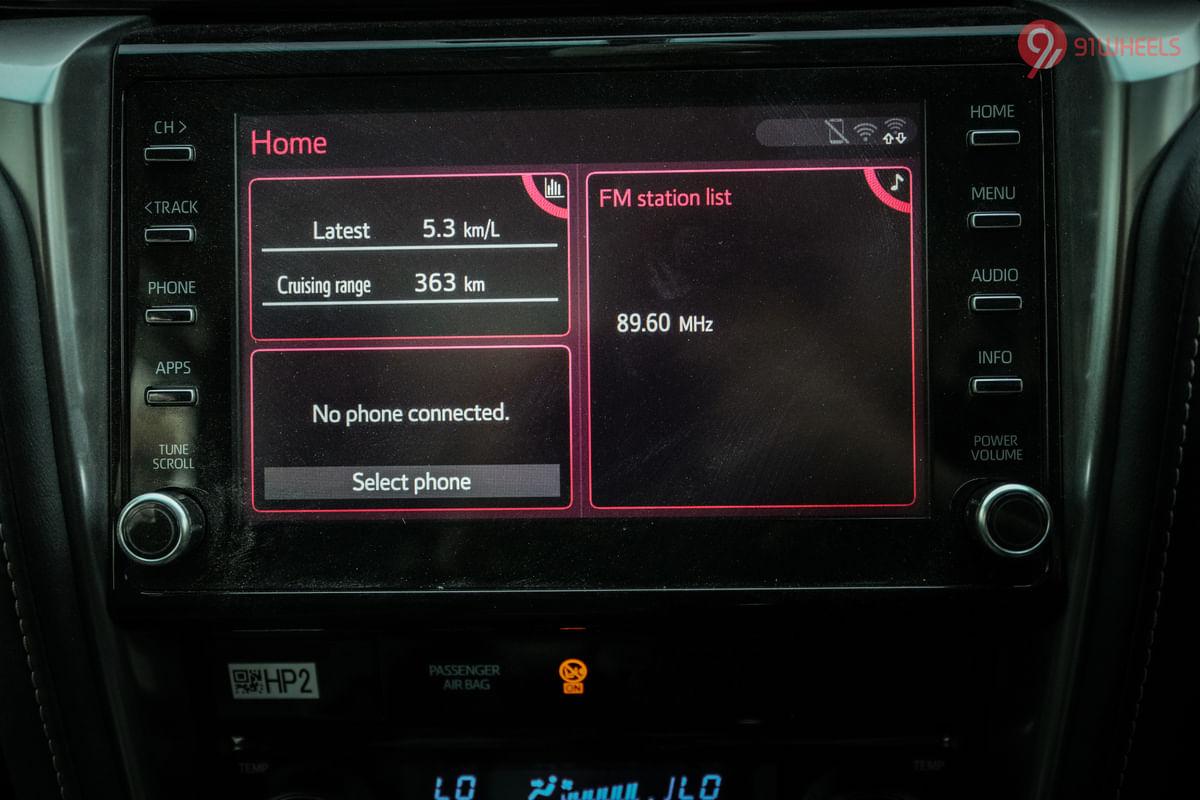 91WHEELS
CH >
<TRACK
PHONE
APPS
TUNE
SCROLL
Home
Latest 5.3 km/L
Cruising range 363 km
No phone connected.
Select phone
FM station list
89.60 MHz
HOME
MENU
AUDIO
INFO
POWER
VOLUME
HP2
PASSENGER
AIR BAG
ON
TEMP
TEMP
LO
LO